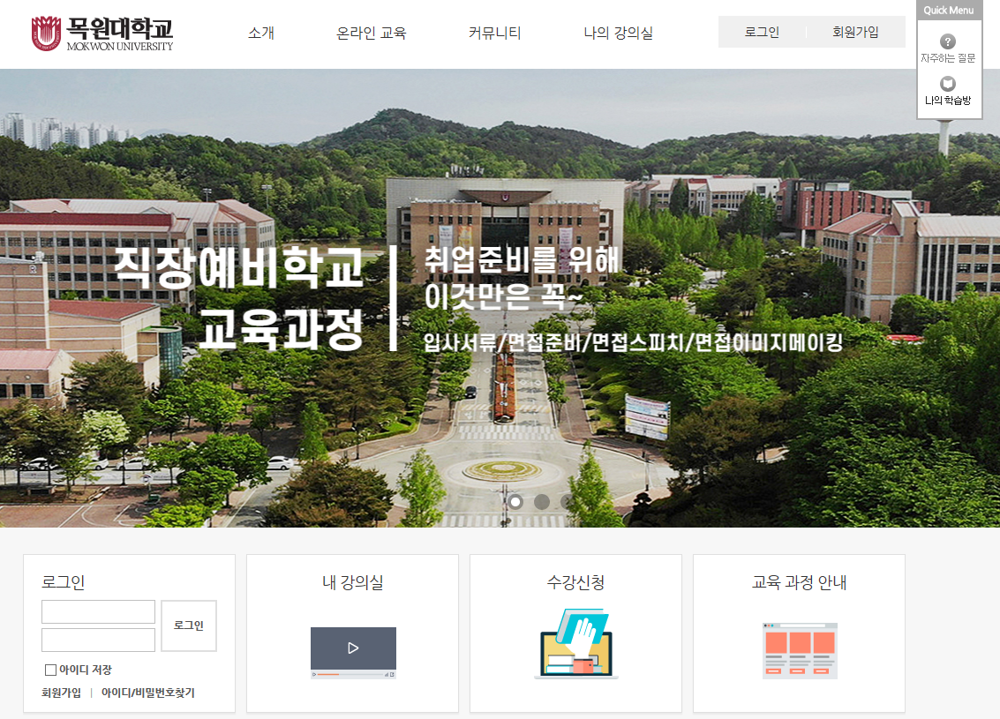 목원대학교
MOKWON UNIVERSITY
소개
온라인 교육
커뮤니티
나의 강의실
로그인
회원가입
Quick Menu
?
자주하는 질문
나의 학습방
직장예비학교
교육과정
취업준비를 위해
이것만은 꼭~
입사서류/면접준비/면접스피치/면접이미지메이킹
로그인
로그인
아이디 저장
회원가입 | 아이디/비밀번호찾기
내 강의실
수강신청
교육 과정 안내